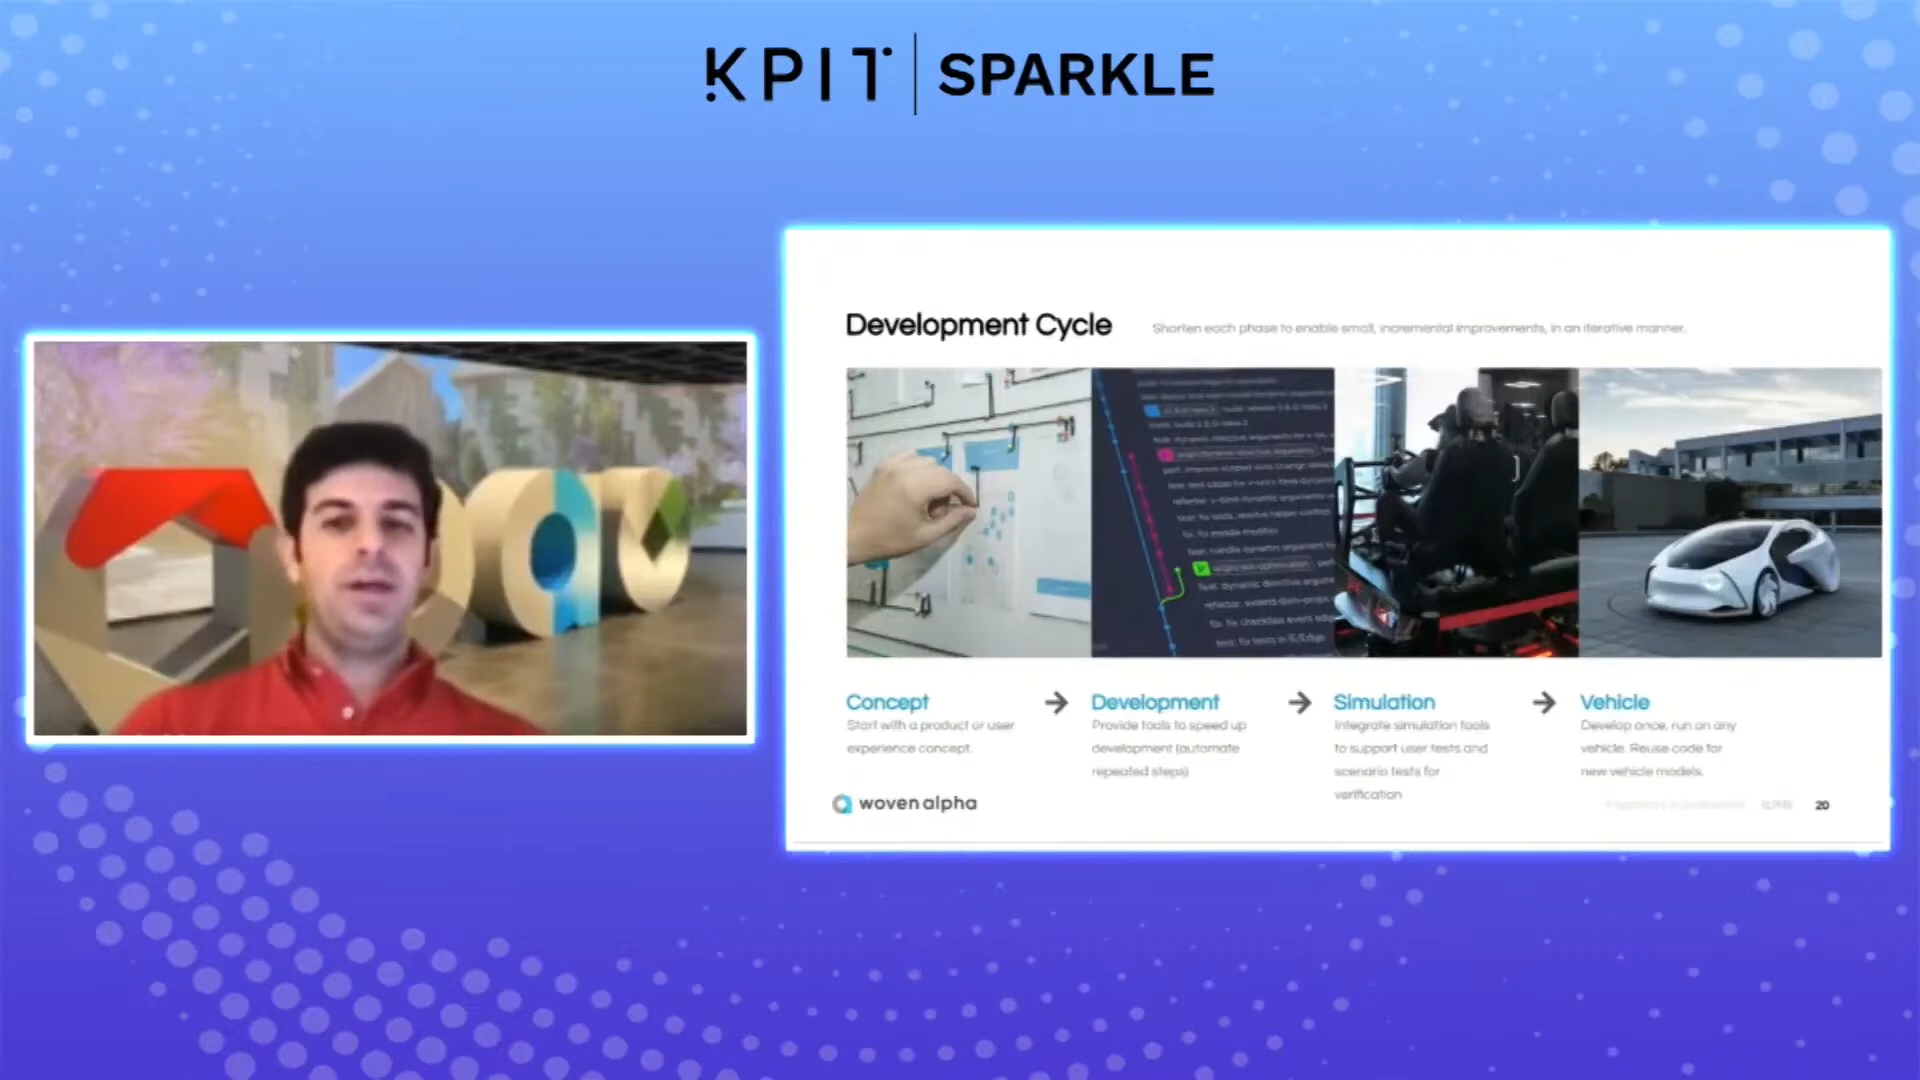 KPIT | SPARKLE
Development Cycle
Shorten each phase to enable small, incremental improvements, in an iterative manner.
Concept
Start with a product or user
experience concept.
Development
Provide tools to speed up
development (automate
repeated steps)
Simulation
Integrate simulation tools
to support user tests and
scenario tests for
verification
Vehicle
Develop once, run on any
vehicle. Reuse code for
new vehicle models.
woven alpha
20